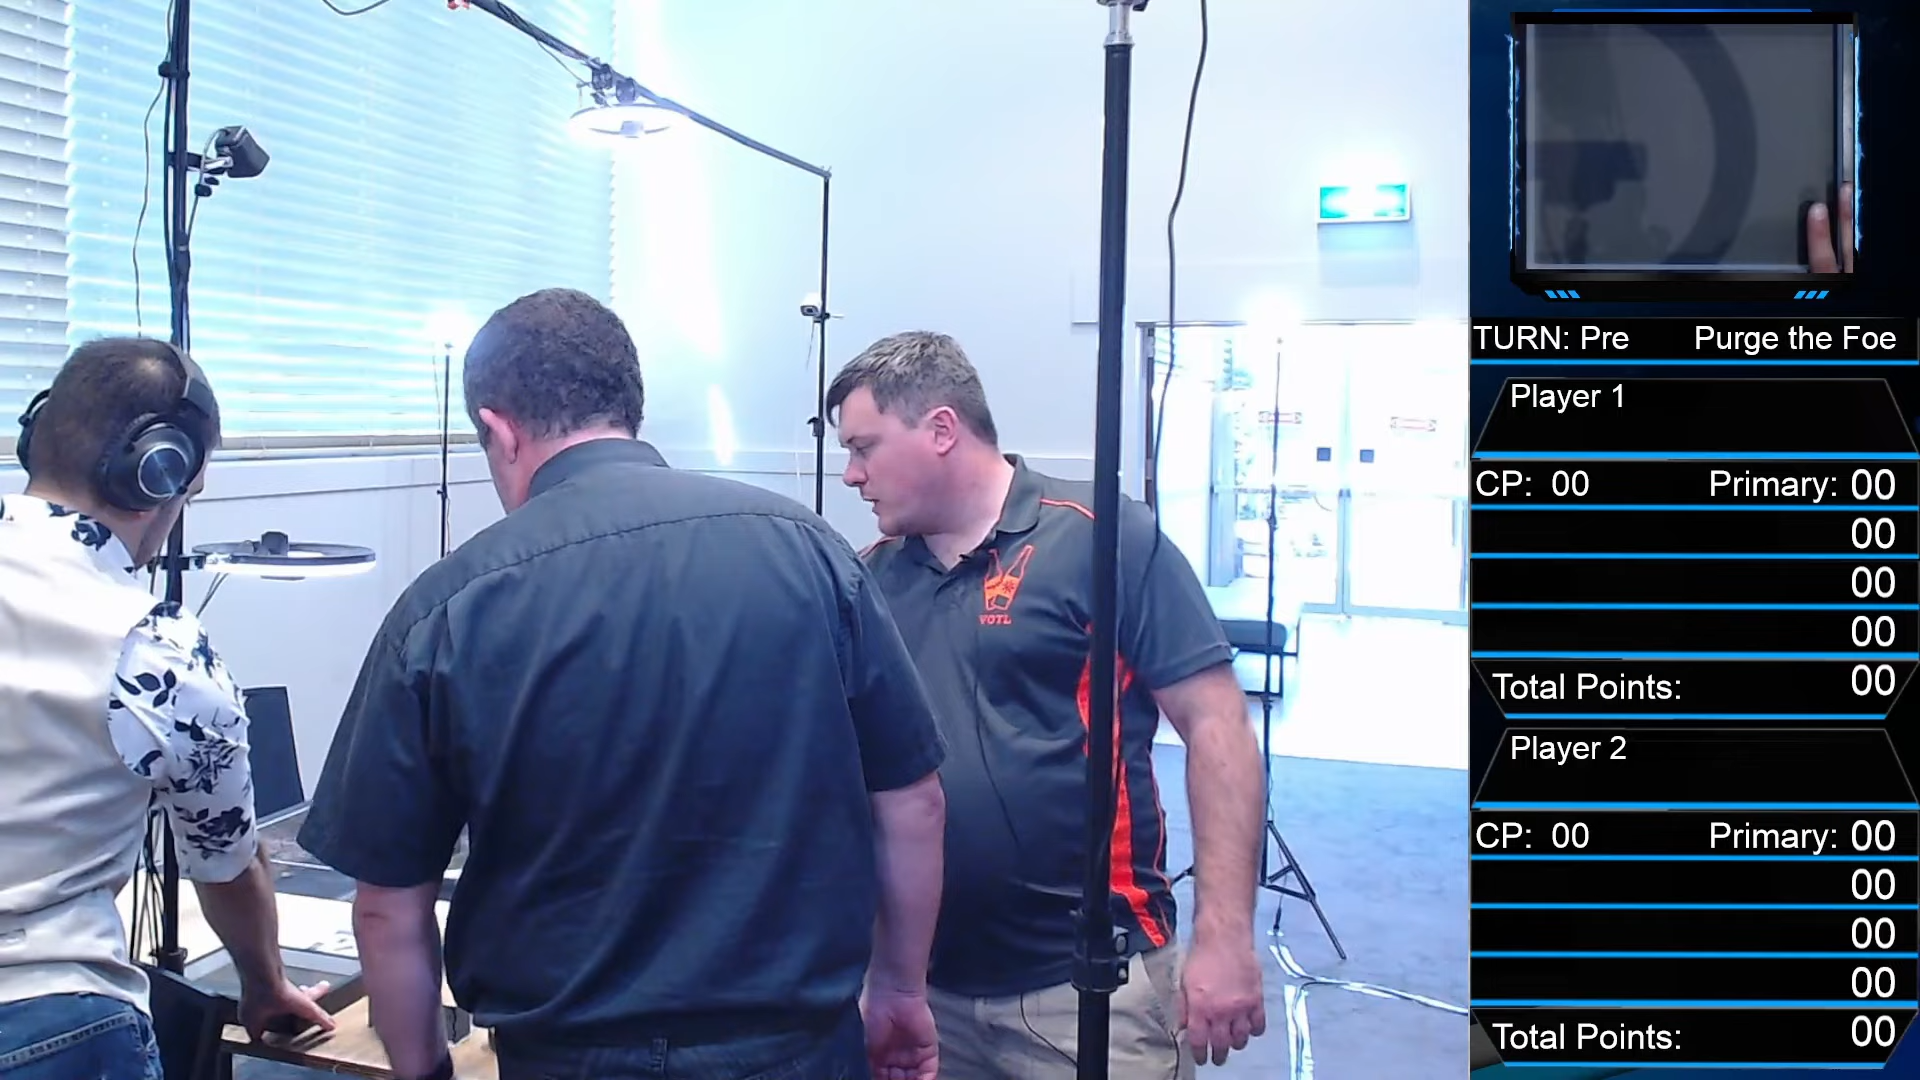 VOTL
TURN: Pre Purge the Foe
Player 1
CP: 00 Primary: 00
00
00
00
Total Points: 00
Player 2
CP: 00 Primary: 00
00
00
00
Total Points: 00